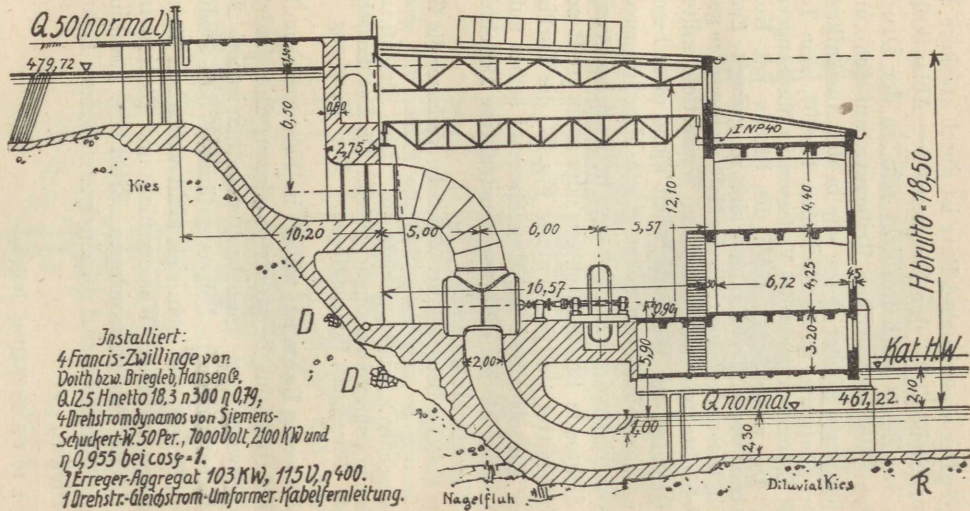 Q 50 (normal)
479,72
1,50
6,50
0,80
2,75
Kies
10,20
5,00
6,00
5,57
12,10
INP40
4,40
4,25
3.20
6,72
45
50
16,57
0,90
5,90
2,00
1,00
H brutto = 18,50
Kat. H.W
2,10
Q normal
461,22
2,30
D
D
Installiert:
4 Francis-Zwillinge von
Voith bzw. Briegleb, Hansen Co.
Q 12.5 Hnetto 18,3 n 300 η 0,79,
4 Drehstromdynamos von Siemens-
Schuckert-W. 50 Per., 7000 Volt, 2100 KW und
η 0,955 bei cosφ = 1.
1 Erreger-Aggregat 103 KW, 115 V, n 400.
1 Drehstr.-Gleichstrom-Umformer. Kabelfernleitung.
Nagelfluh
Diluvial Kies